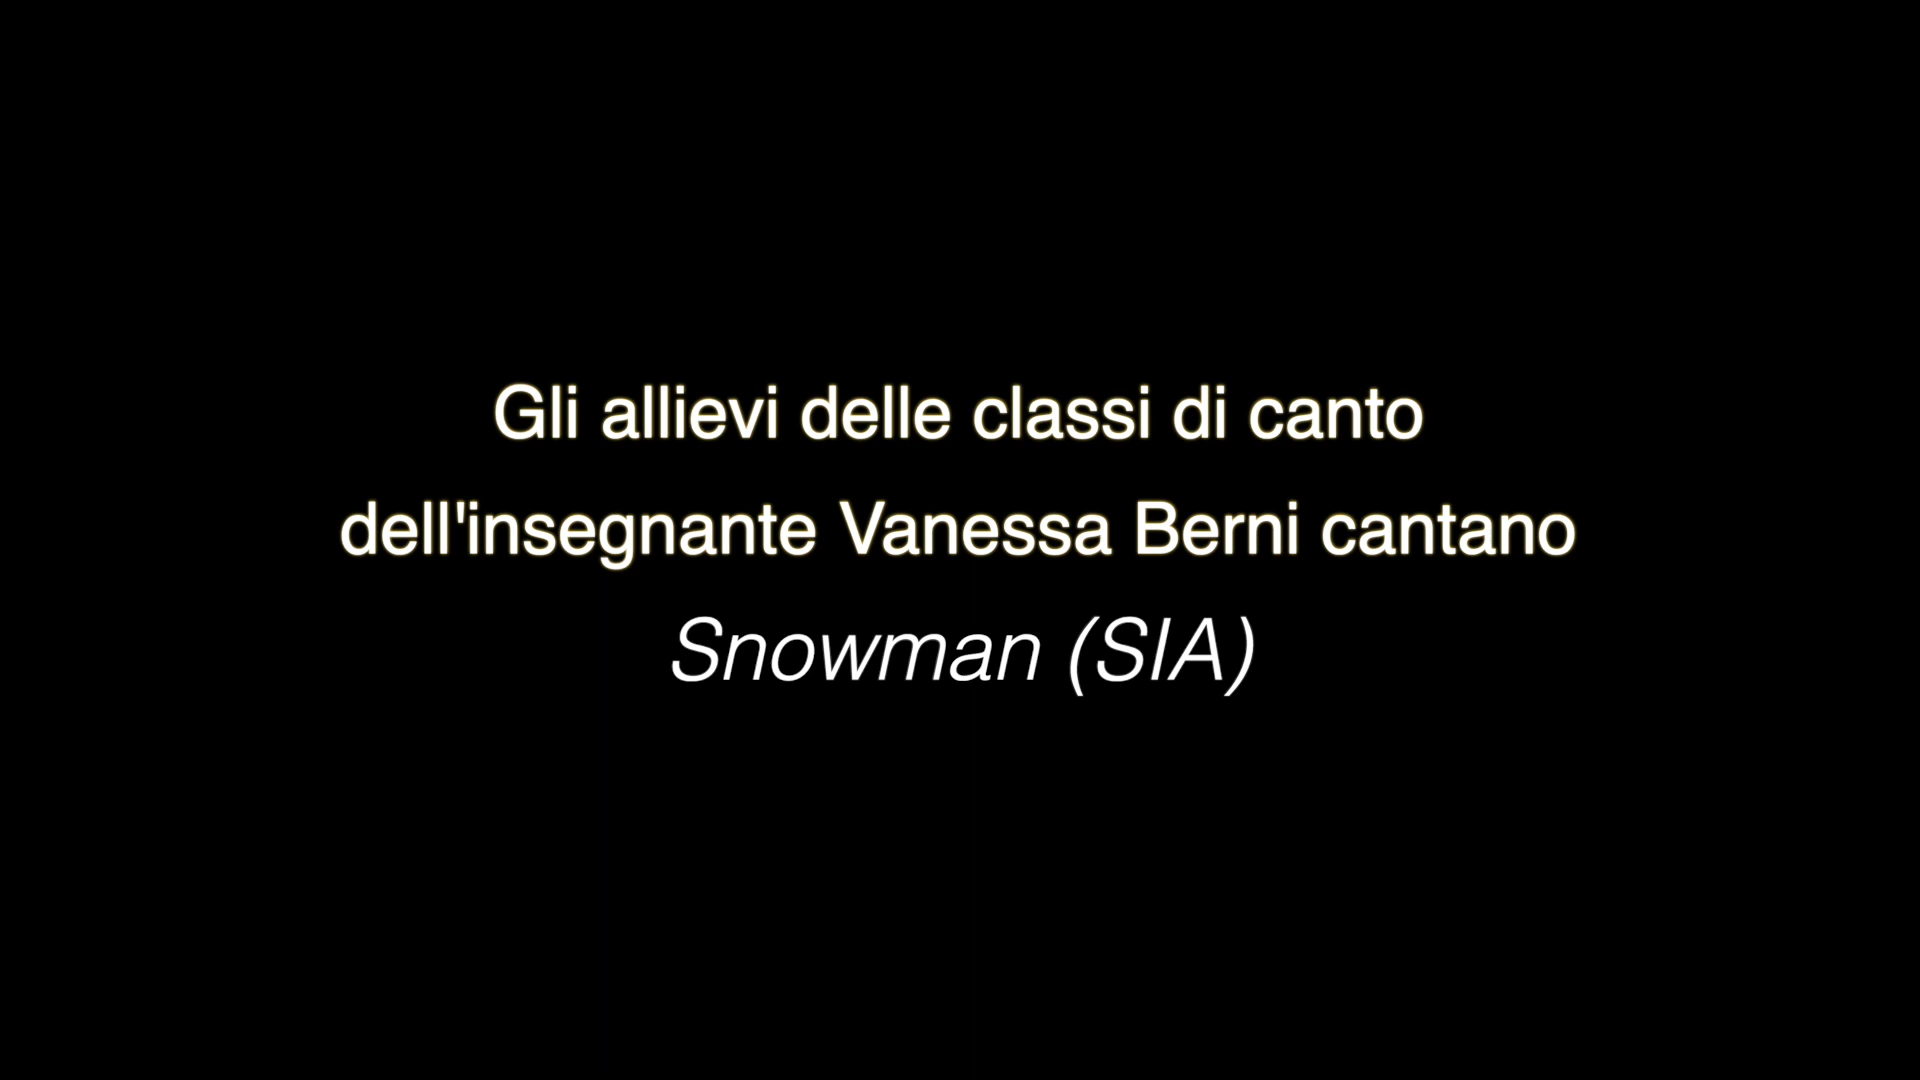 Gli allievi delle classi di canto
dell'insegnante Vanessa Berni cantano
Snowman (SIA)